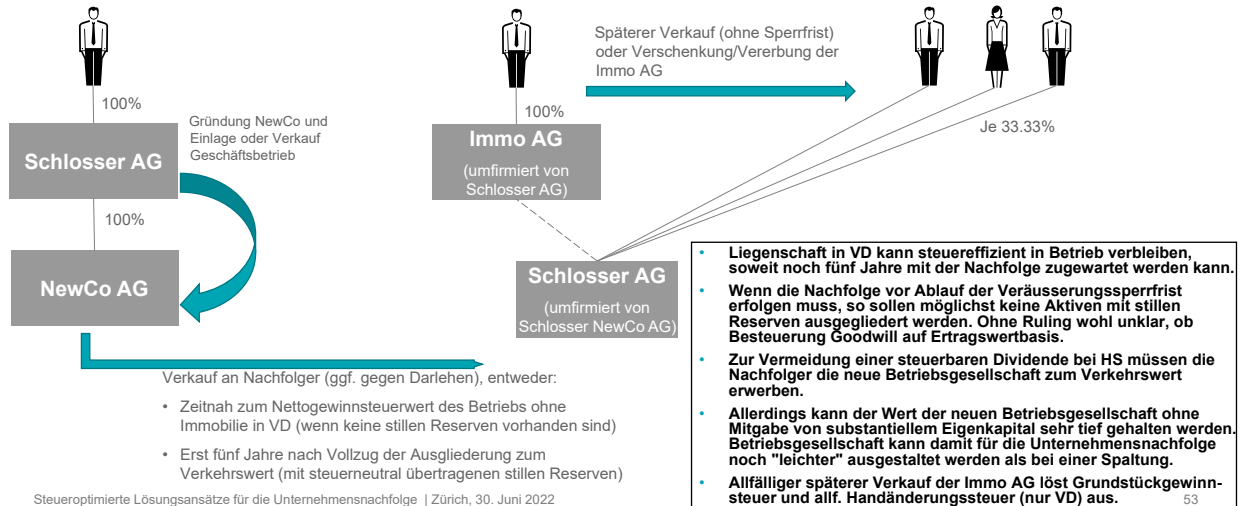 100%
Schlosser AG
Gründung NewCo und
Einlage oder Verkauf
Geschäftsbetrieb
100%
NewCo AG
Späterer Verkauf (ohne Sperrfrist)
oder Verschenkung/Vererbung der
Immo AG
100%
Immo AG
(umfirmiert von
Schlosser AG)
Je 33.33%
Schlosser AG
(umfirmiert von
Schlosser NewCo AG)
Verkauf an Nachfolger (ggf. gegen Darlehen), entweder:
• Zeitnah zum Nettogewinnsteuerwert des Betriebs ohne
Immobilie in VD (wenn keine stillen Reserven vorhanden sind)
• Erst fünf Jahre nach Vollzug der Ausgliederung zum
Verkehrswert (mit steuerneutral übertragenen stillen Reserven)
• Liegenschaft in VD kann steuereffizient in Betrieb verbleiben,
soweit noch fünf Jahre mit der Nachfolge zugewartet werden kann.
• Wenn die Nachfolge vor Ablauf der Veräusserungssperrfrist
erfolgen muss, so sollen möglichst keine Aktiven mit stillen
Reserven ausgegliedert werden. Ohne Ruling wohl unklar, ob
Besteuerung Goodwill auf Ertragswertbasis.
• Zur Vermeidung einer steuerbaren Dividende bei HS müssen die
Nachfolger die neue Betriebsgesellschaft zum Verkehrswert
erwerben.
• Allerdings kann der Wert der neuen Betriebsgesellschaft ohne
Mitgabe von substantiellem Eigenkapital sehr tief gehalten werden.
Betriebsgesellschaft kann damit für die Unternehmensnachfolge
noch "leichter" ausgestaltet werden als bei einer Spaltung.
• Allfälliger späterer Verkauf der Immo AG löst Grundstückgewinn-
steuer und allf. Handänderungssteuer (nur VD) aus.
Steueroptimierte Lösungsansätze für die Unternehmensnachfolge | Zürich, 30. Juni 2022
53